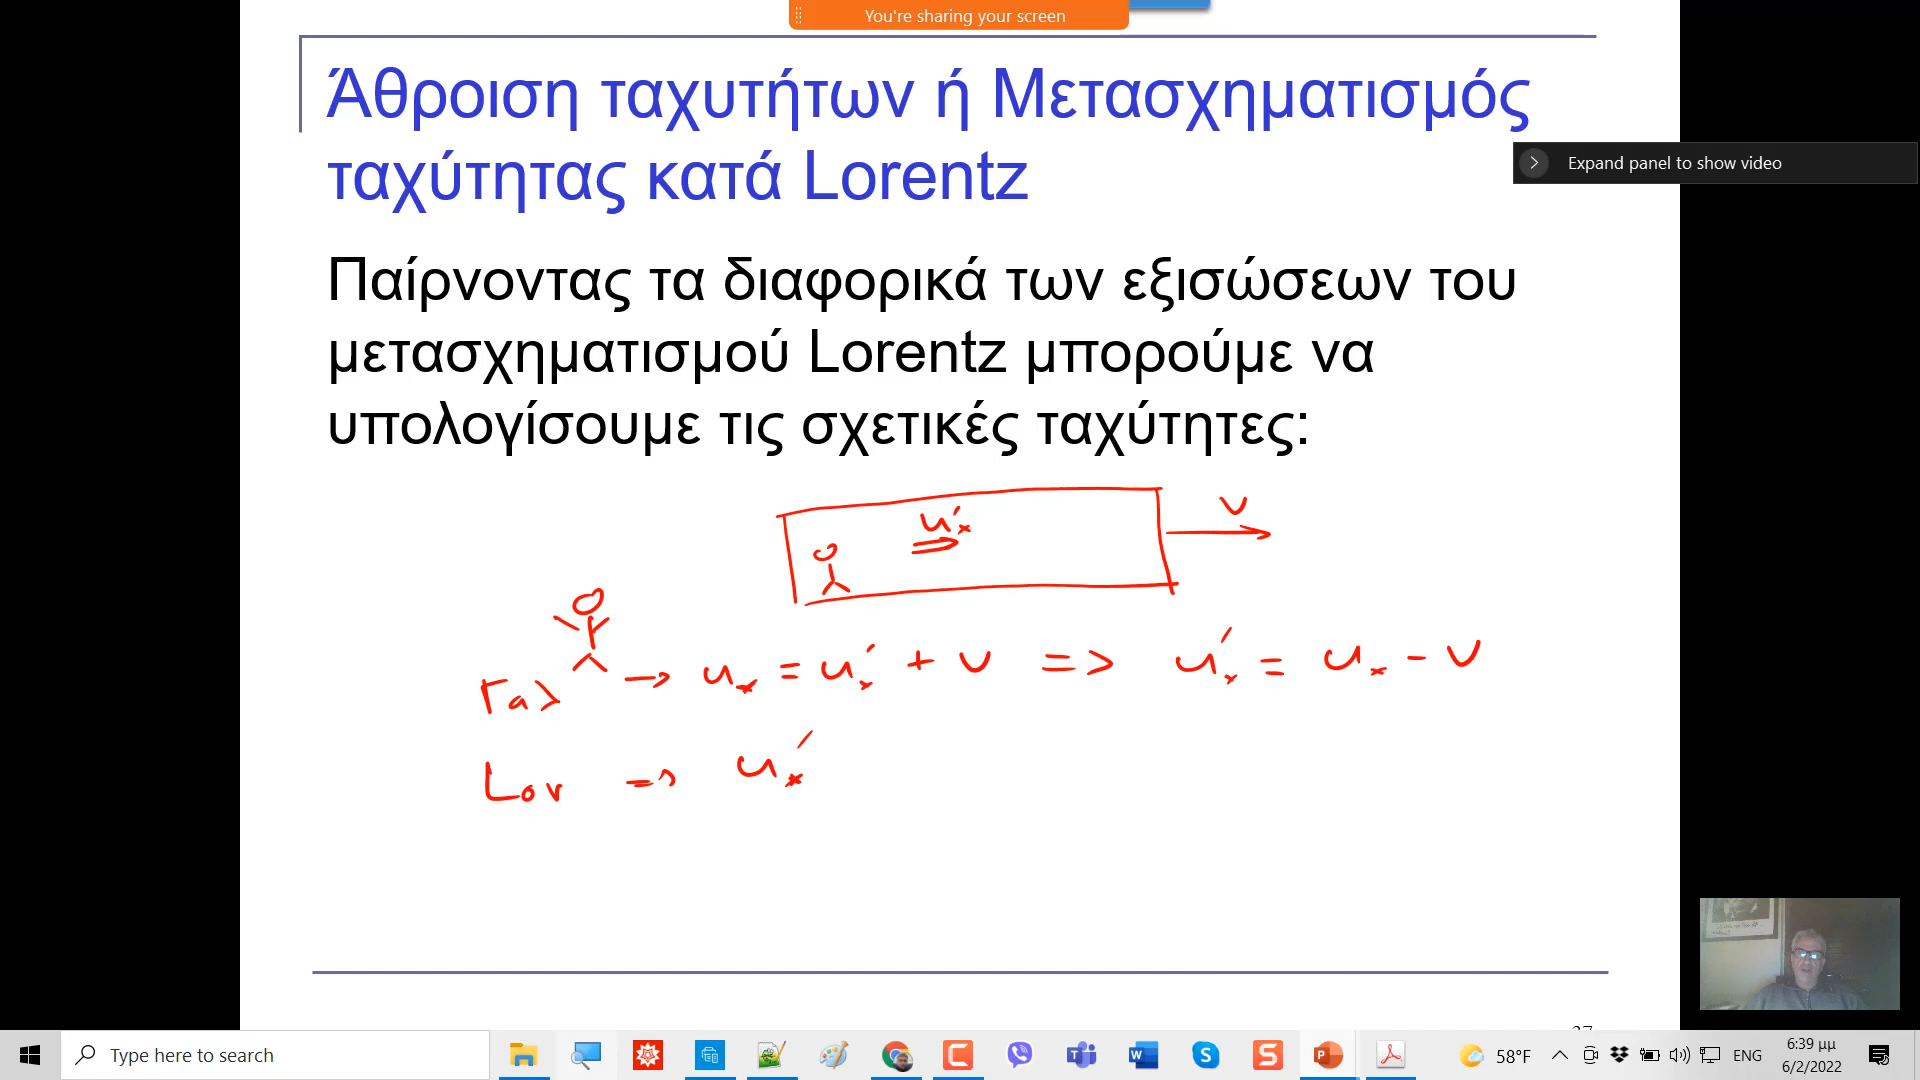 You're sharing your screen
Άθροιση ταχυτήτων ή Μετασχηματισμός
ταχύτητας κατά Lorentz
Expand panel to show video
Παίρνοντας τα διαφορικά των εξισώσεων του
μετασχηματισμού Lorentz μπορούμε να
υπολογίσουμε τις σχετικές ταχύτητες:
u'x
v
Γαλ → ux = u'x + v => u'x = ux - v
Lor => ux'
Type here to search
58°F
ENG
6:39 μμ
6/2/2022